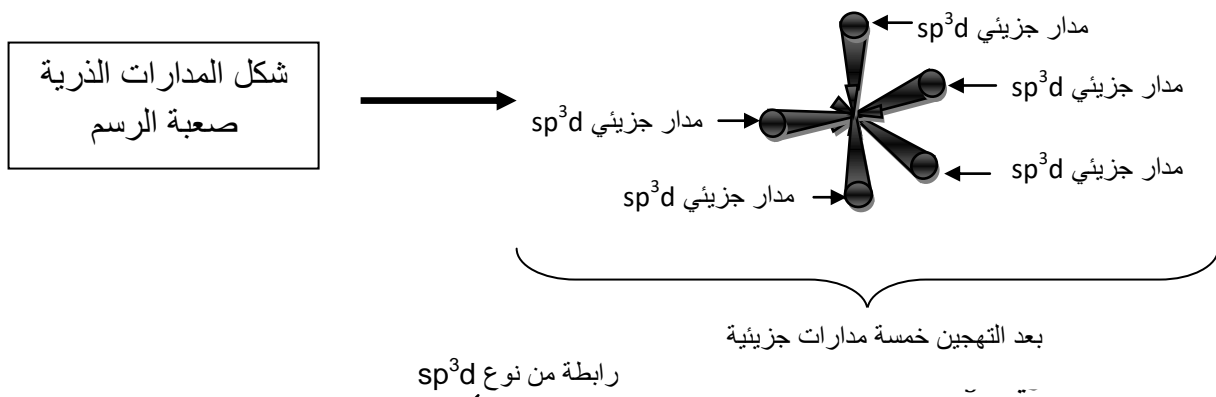 مدار جزيئي sp³d
شكل المدارات الذرية
صعبة الرسم
مدار جزيئي sp³d
مدار جزيئي sp³d
مدار جزيئي sp³d
مدار جزيئي sp³d
بعد التهجين خمسة مدارات جزيئية
رابطة من نوع sp³d